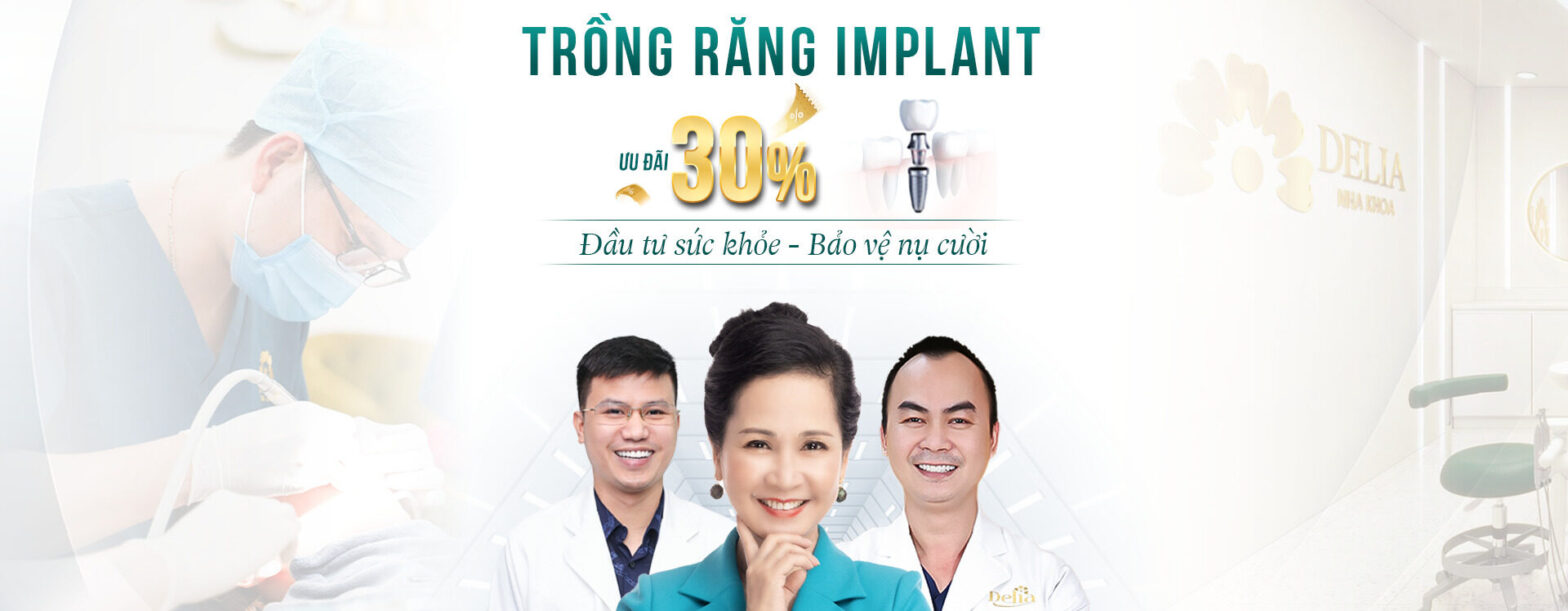 TRỒNG RĂNG IMPLANT
ƯU ĐÃI 30%
%
%
Đầu tư sức khỏe - Bảo vệ nụ cười
DELIA
NHA KHOA
Delia